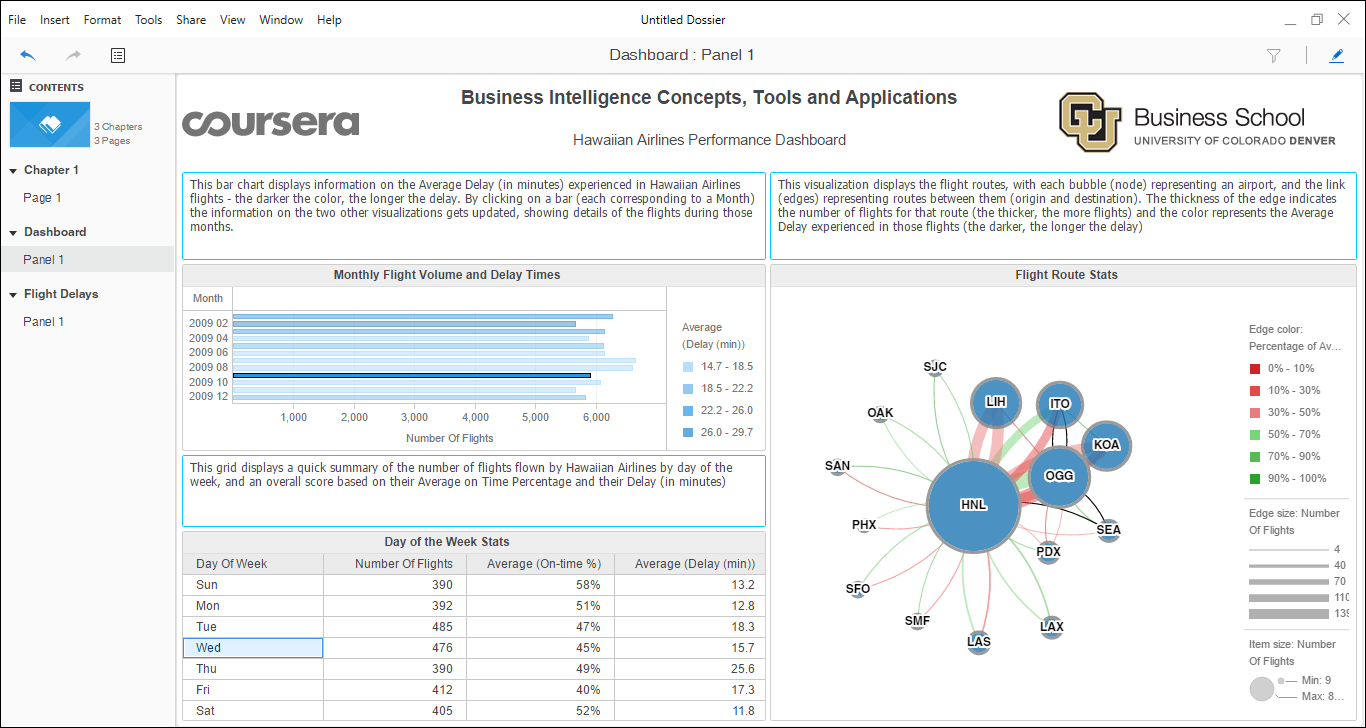 File Insert Format Tools Share View Window Help
Untitled Dossier
Dashboard : Panel 1
CONTENTS
3 Chapters
3 Pages
Chapter 1
Page 1
Dashboard
Panel 1
Flight Delays
Panel 1
coursera
Business Intelligence Concepts, Tools and Applications
Hawaiian Airlines Performance Dashboard
CU
Business School
UNIVERSITY OF COLORADO DENVER
This bar chart displays information on the Average Delay (in minutes) experienced in Hawaiian Airlines
flights - the darker the color, the longer the delay. By clicking on a bar (each corresponding to a Month)
the information on the two other visualizations gets updated, showing details of the flights during those
months.
This visualization displays the flight routes, with each bubble (node) representing an airport, and the link
(edges) representing routes between them (origin and destination). The thickness of the edge indicates
the number of flights for that route (the thicker, the more flights) and the color represents the Average
Delay experienced in those flights (the darker, the longer the delay)
Monthly Flight Volume and Delay Times
Month
2009 02
2009 04
2009 06
2009 08
2009 10
2009 12
1,000 2,000 3,000 4,000 5,000 6,000
Number Of Flights
Average
(Delay (min))
14.7 - 18.5
18.5 - 22.2
22.2 - 26.0
26.0 - 29.7
This grid displays a quick summary of the number of flights flown by Hawaiian Airlines by day of the
week, and an overall score based on their Average on Time Percentage and their Delay (in minutes)
Day of the Week Stats
Day Of Week Number Of Flights Average (On-time %) Average (Delay (min))
Sun 390 58% 13.2
Mon 392 51% 12.8
Tue 485 47% 18.3
Wed 476 45% 15.7
Thu 390 49% 25.6
Fri 412 40% 17.3
Sat 405 52% 11.8
Flight Route Stats
SJC
LIH
ITO
OAK
KOA
SAN
OGG
HNL
PHX
SEA
PDX
SFO
SMF
LAX
LAS
Edge color:
Percentage of Av...
0% - 10%
10% - 30%
30% - 50%
50% - 70%
70% - 90%
90% - 100%
Edge size: Number
Of Flights
4
40
70
110
139
Item size: Number
Of Flights
Min: 9
Max: 8...